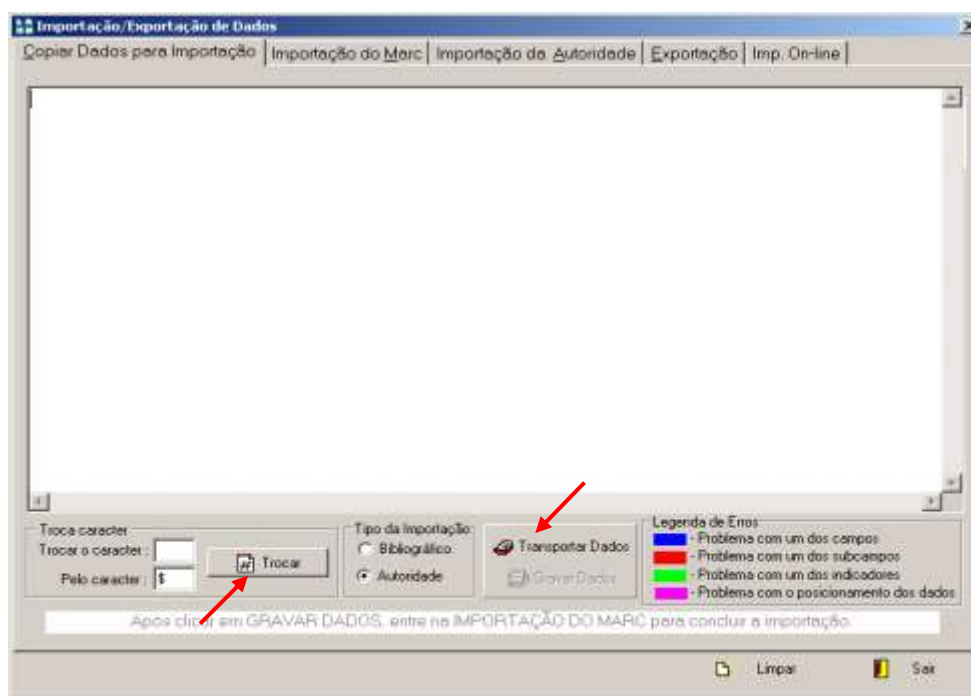 Importação/Exportação de Dados
Copiar Dados para Importação Importação do Marc Importação da Autoridade Exportação Imp. On-line
Troca caracter
Trocar o caracter :
Pelo caracter : $
Trocar
Tipo da Importação
Bibliográfico
Autoridade
Transportar Dados
Gravar Dados
Legenda de Erros
- Problema com um dos campos
- Problema com um dos subcampos
- Problema com um dos indicadores
- Problema com o posicionamento dos dados
Após clicar em GRAVAR DADOS, entre na IMPORTAÇÃO DO MARC para concluir a importação.
Limpar Sair